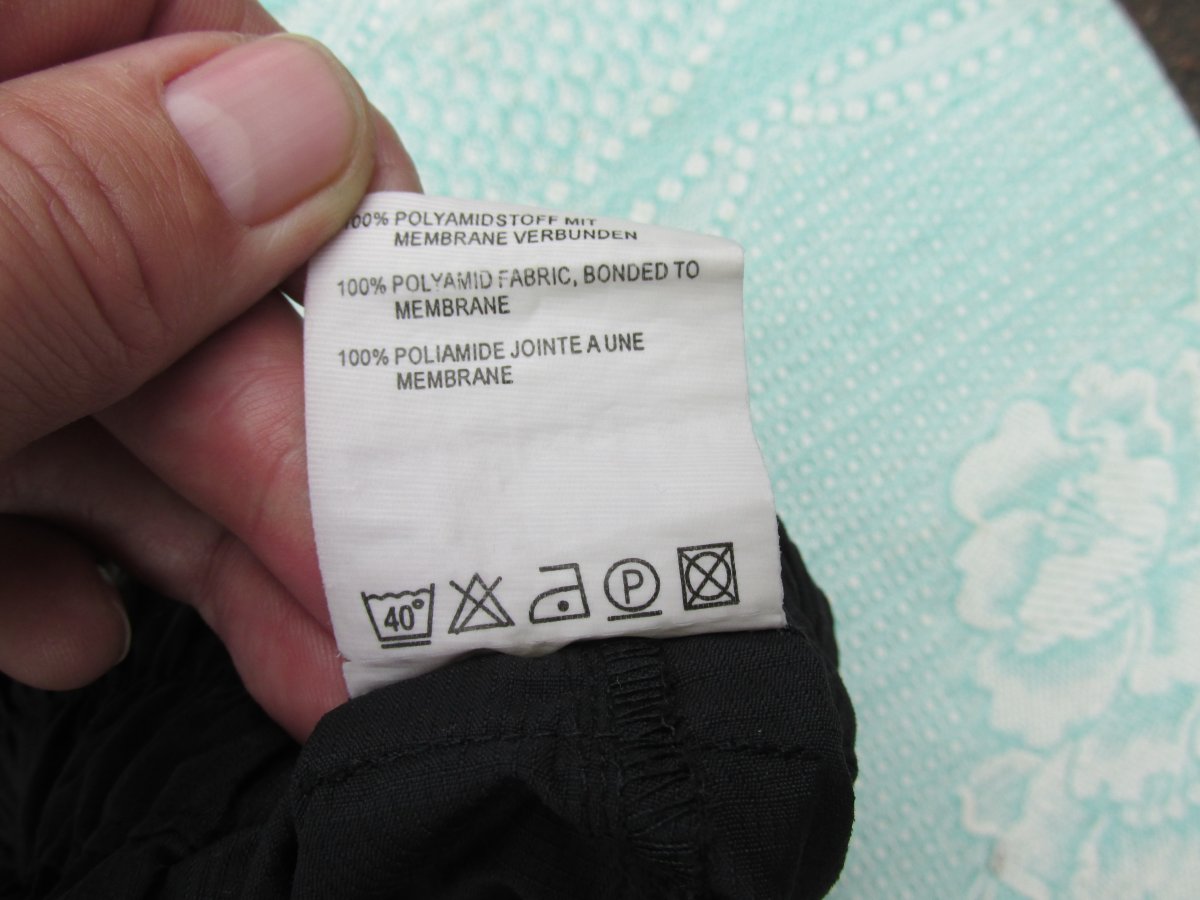 100% POLYAMIDSTOFF MIT
MEMBRANE VERBUNDEN
100% POLYAMID FABRIC, BONDED TO
MEMBRANE
100% POLIAMIDE JOINTE A UNE
MEMBRANE
40° P